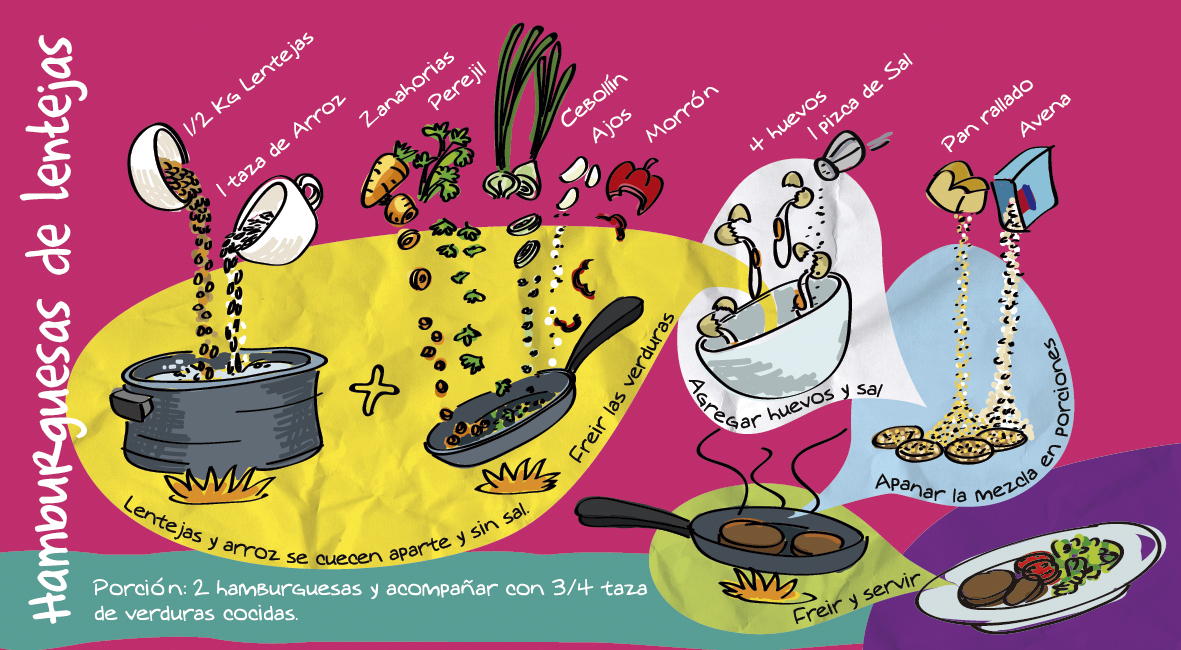 Hamburguesas de lentejas
1/2 Kg Lentejas
1 taza de Arroz
Zanahorias
Perejil
Cebollín
Ajos
Morrón
4 huevos
1 pizca de Sal
Pan rallado
Avena
Lentejas y arroz se cuecen aparte y sin sal.
Freir las verduras
Agregar huevos y sal
Apanar la mezcla en porciones
Freir y servir
Porción: 2 hamburguesas y acompañar con 3/4 taza
de verduras cocidas.